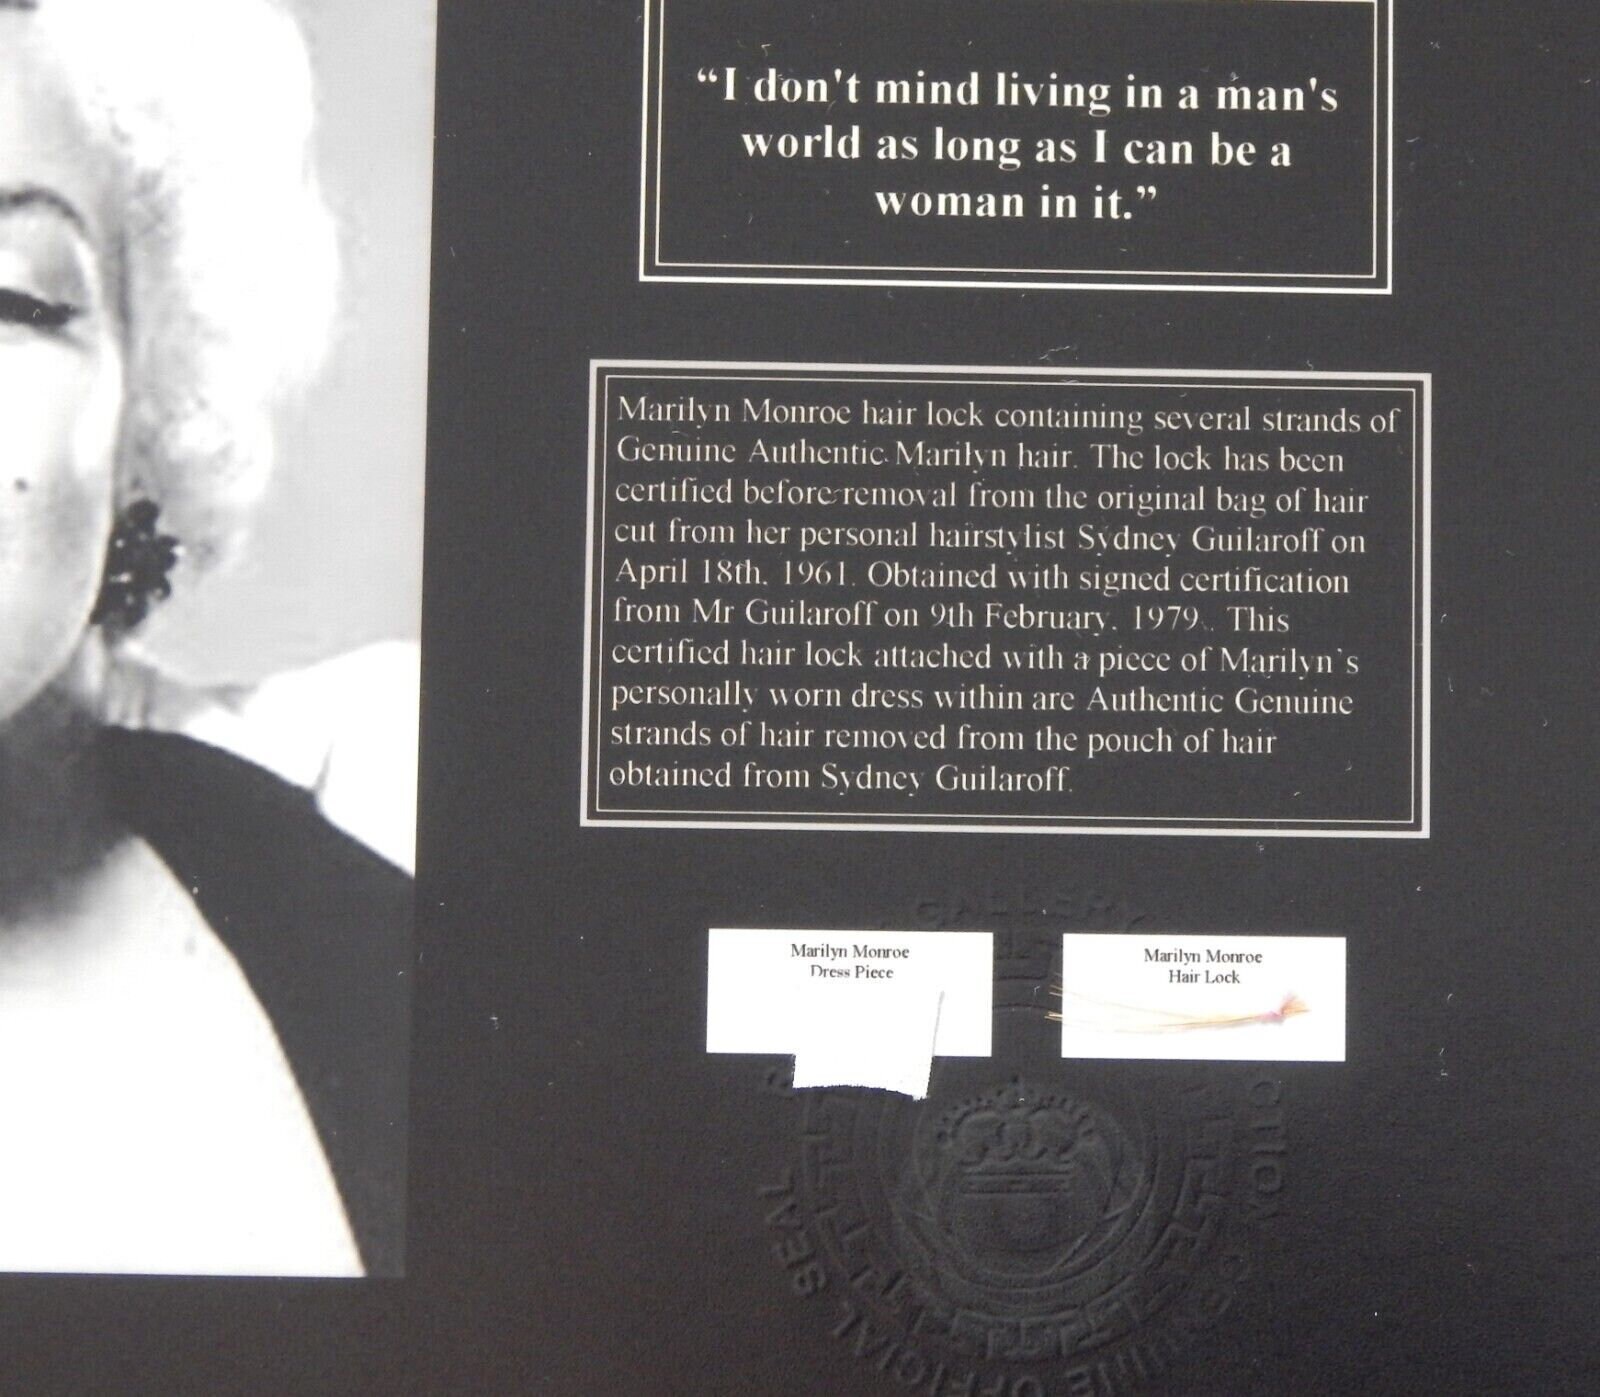 “I don't mind living in a man's
world as long as I can be a
woman in it.”
Marilyn Monroe hair lock containing several strands of
Genuine Authentic Marilyn hair. The lock has been
certified before removal from the original bag of hair
cut from her personal hairstylist Sydney Guilaroff on
April 18th, 1961. Obtained with signed certification
from Mr Guilaroff on 9th February, 1979. This
certified hair lock attached with a piece of Marilyn`s
personally worn dress within are Authentic Genuine
strands of hair removed from the pouch of hair
obtained from Sydney Guilaroff.
Marilyn Monroe
Dress Piece
Marilyn Monroe
Hair Lock
GALLERY
OFFICIAL SEAL